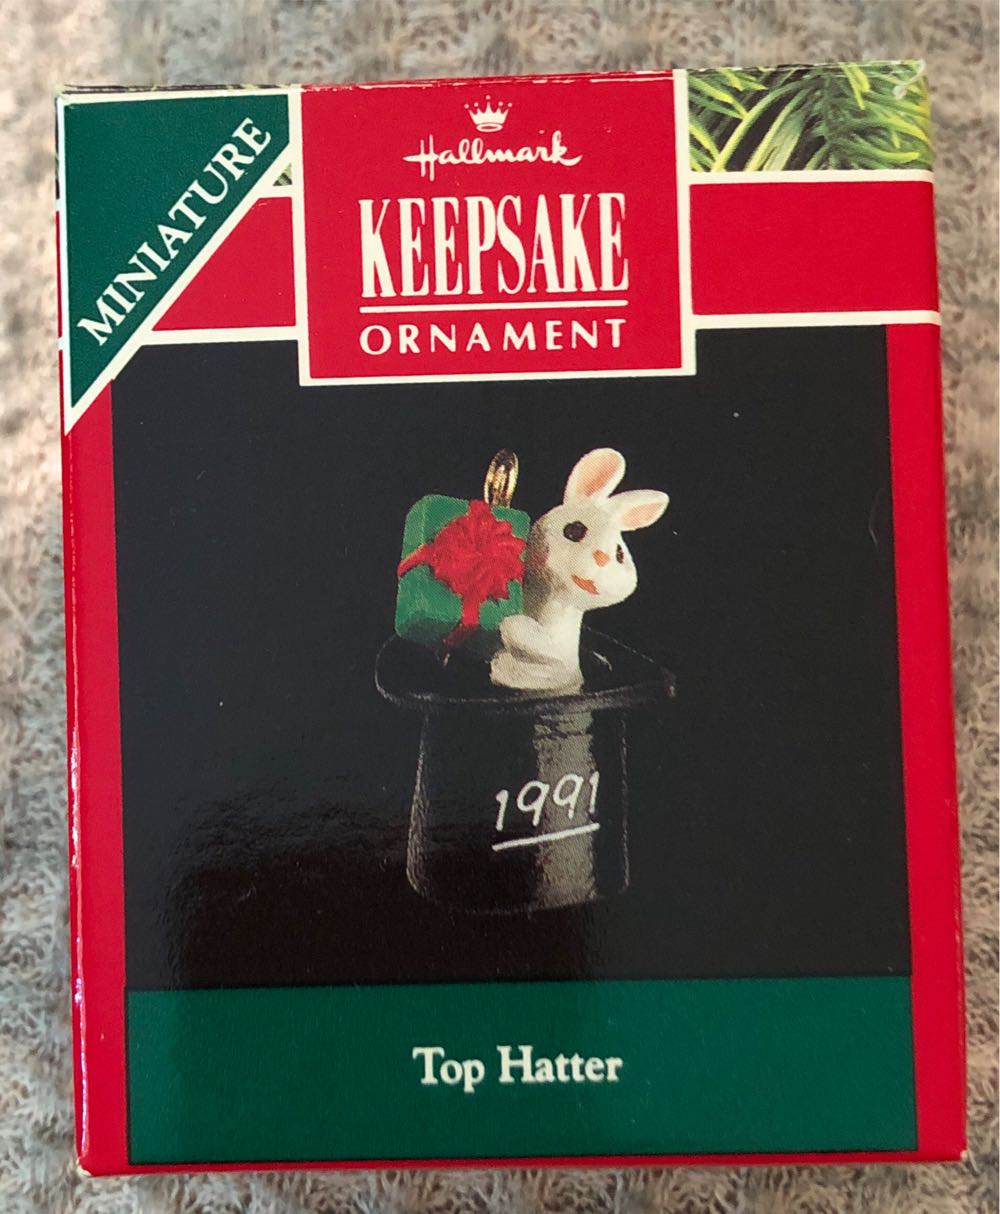 MINIATURE
Hallmark
KEEPSAKE
ORNAMENT
1991
Top Hatter